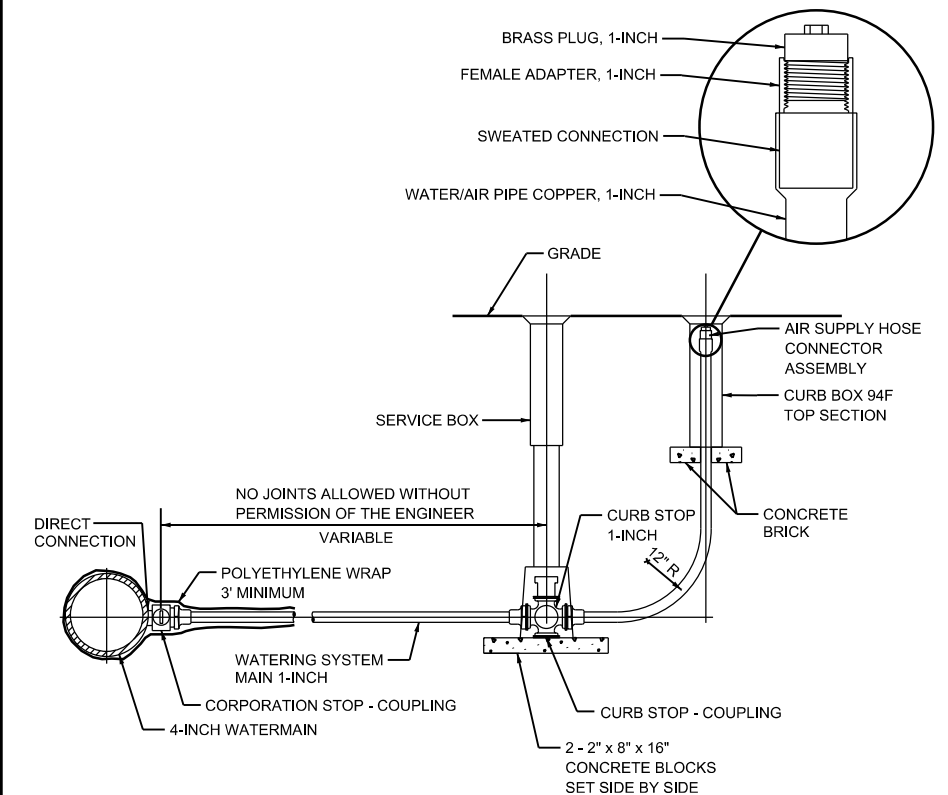 BRASS PLUG, 1-INCH
FEMALE ADAPTER, 1-INCH
SWEATED CONNECTION
WATER/AIR PIPE COPPER, 1-INCH
GRADE
AIR SUPPLY HOSE
CONNECTOR
ASSEMBLY
CURB BOX 94F
TOP SECTION
SERVICE BOX
NO JOINTS ALLOWED WITHOUT
PERMISSION OF THE ENGINEER
VARIABLE
CURB STOP
1-INCH
CONCRETE
BRICK
DIRECT
CONNECTION
12" R
POLYETHYLENE WRAP
3' MINIMUM
WATERING SYSTEM
MAIN 1-INCH
CORPORATION STOP - COUPLING
4-INCH WATERMAIN
CURB STOP - COUPLING
2 - 2" x 8" x 16"
CONCRETE BLOCKS
SET SIDE BY SIDE